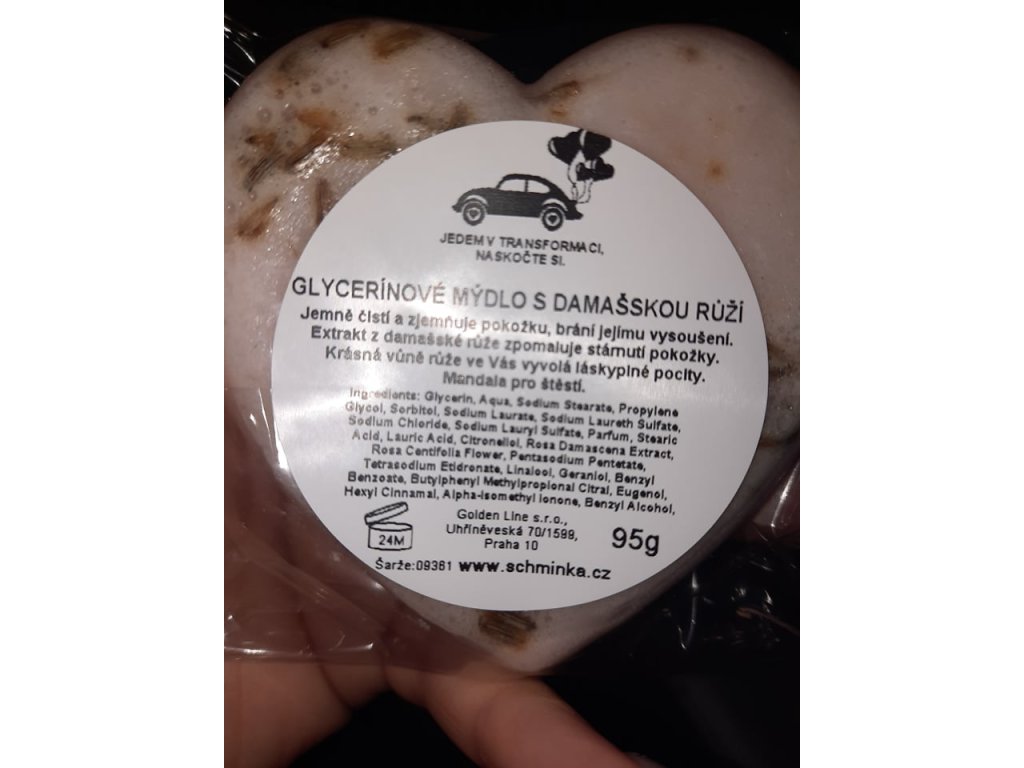 JEDEM V TRANSFORMACI,
NASKOČTE SI.
GLYCERÍNOVÉ MÝDLO S DAMAŠSKOU RŮŽÍ
Jemně čistí a zjemňuje pokožku, brání jejímu vysoušení.
Extrakt z damašské růže zpomaluje stárnutí pokožky.
Krásná vůně růže ve Vás vyvolá láskyplné pocity.
Mandala pro štěstí.
Ingredients: Glycerin, Aqua, Sodium Stearate, Propylene
Glycol, Sorbitol, Sodium Laurate, Sodium Laureth Sulfate,
Sodium Chloride, Sodium Lauryl Sulfate, Parfum, Stearic
Acid, Lauric Acid, Citronellol, Rosa Damascena Extract,
Rosa Centifolia Flower, Pentasodium Pentetate,
Tetrasodium Etidronate, Linalool, Geraniol, Benzyl
Benzoate, Butylphenyl Methylpropional Citral, Eugenol,
Hexyl Cinnamal, Alpha-Isomethyl Ionone, Benzyl Alcohol,
24M
Golden Line s.r.o.,
Uhříněveská 70/1599,
Praha 10
95g
Šarže:09361 www.schminka.cz